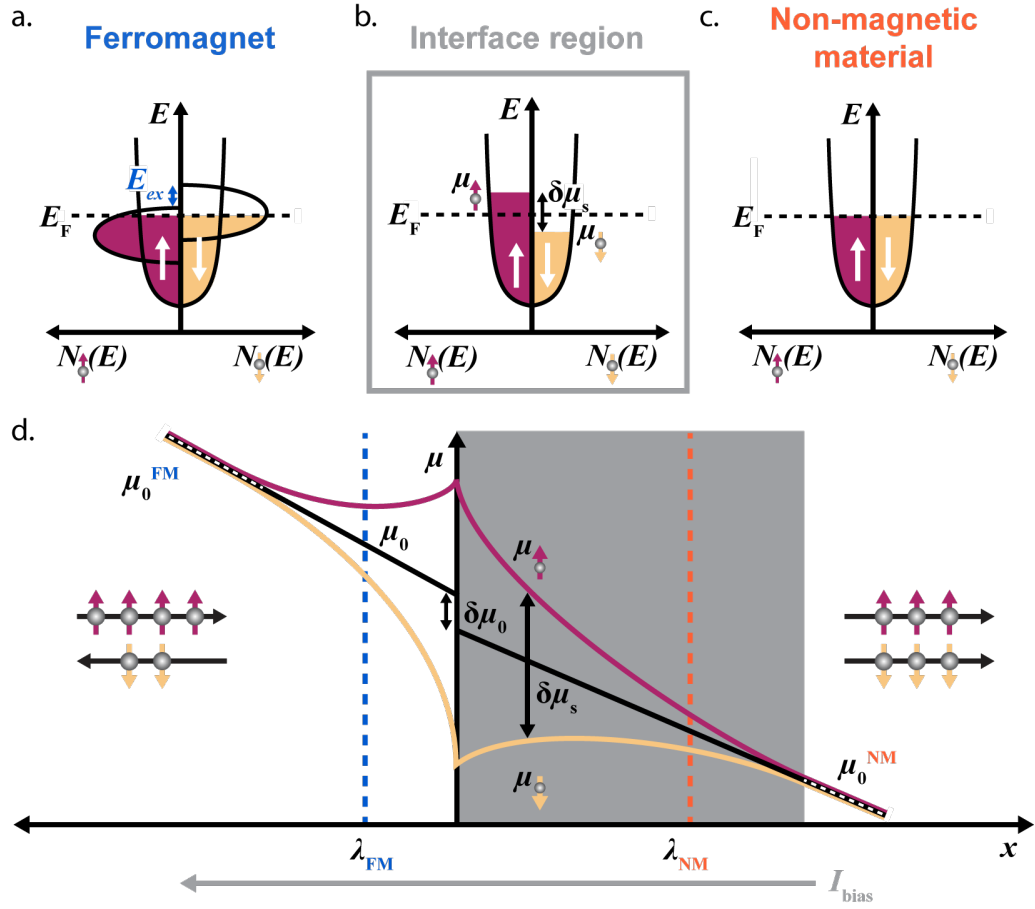 a.
Ferromagnet
E
E_ex
E_F
N(E)
N(E)
b.
Interface region
E
μ
δμ_s
E_F
μ
N(E)
N(E)
c.
Non-magnetic
material
E
E_F
N(E)
N(E)
d.
μ
μ_0^FM
μ_0
μ
δμ_0
δμ_s
μ
μ_0^NM
λ_FM
λ_NM
x
I_bias